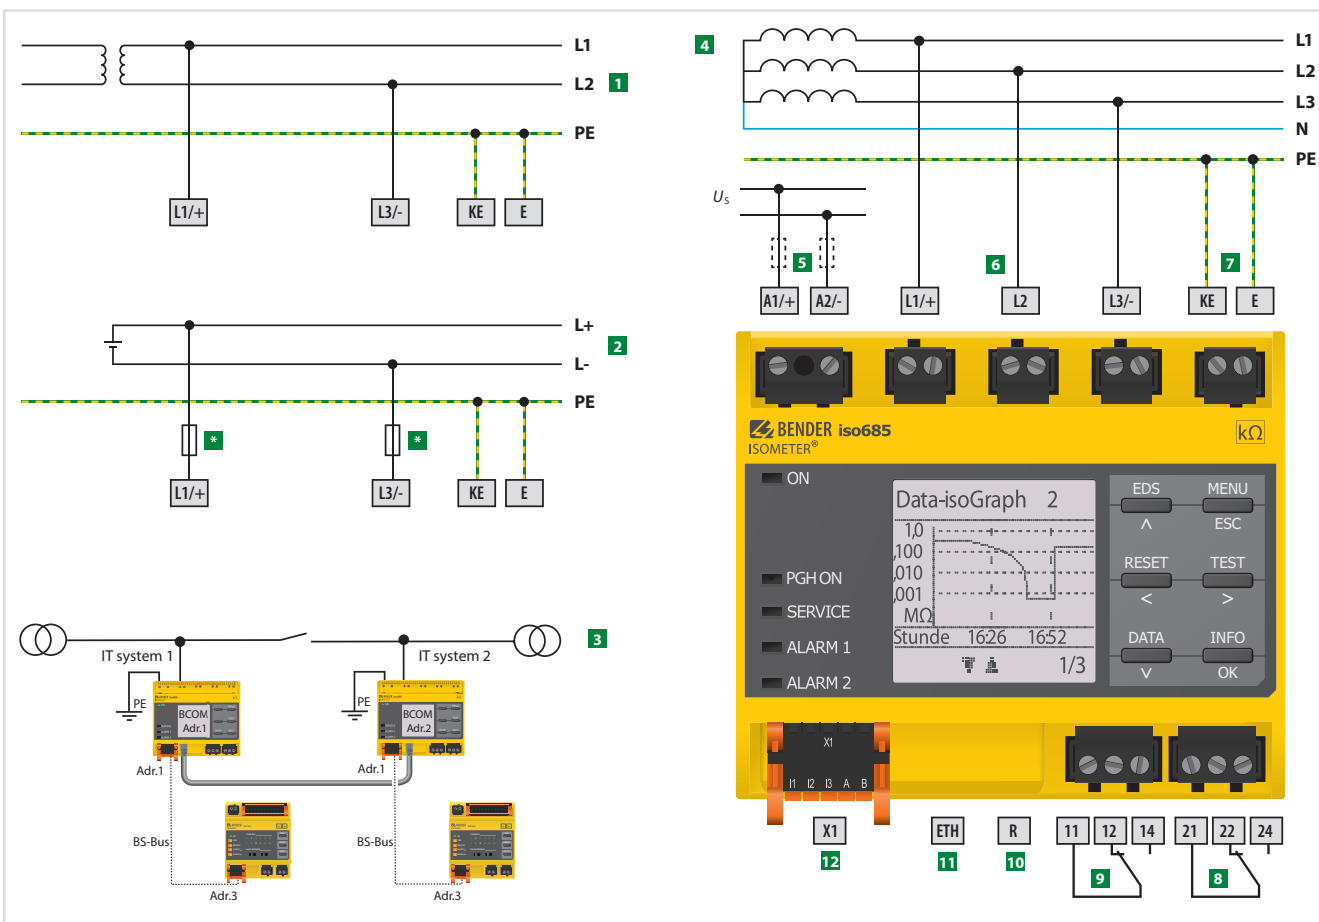 L1
L2 1
PE
L1/+ L3/- KE E
L+
2
L-
PE
* *
L1/+ L3/- KE E
3
IT system 1 IT system 2
PE PE
BCOM
Adr.1
BCOM
Adr.2
Adr.1 Adr.1
BS-Bus BS-Bus
Adr.3 Adr.3
4 L1
L2
L3
N
PE
US
5 6 7
A1/+ A2/- L1/+ L2 L3/- KE E
BENDER iso685
ISOMETER®
kΩ
ON
PGH ON
SERVICE
ALARM 1
ALARM 2
Data-isoGraph 2
1,0
,100
,010
,001
MΩ
Stunde 16:26 16:52
1/3
EDS MENU
Λ ESC
RESET TEST
< >
DATA INFO
V OK
X1
I1 I2 I3 A B
X1 ETH R 11 12 14 21 22 24
12 11 10 9 8